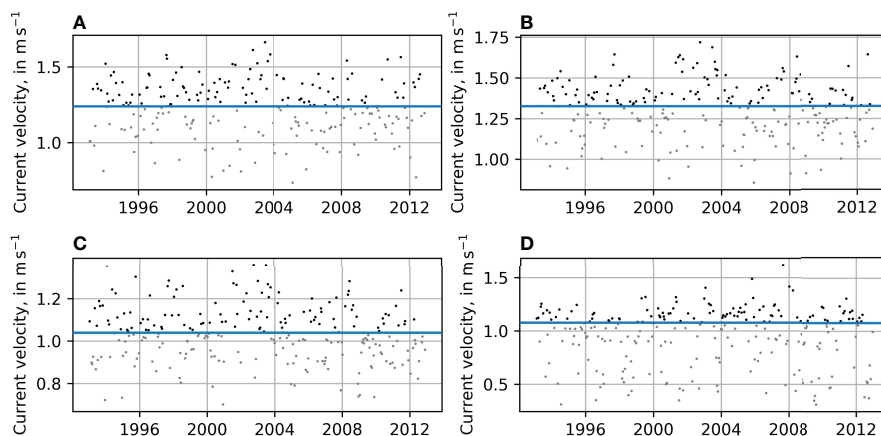 A
B
Current velocity, in m s⁻¹
1.5
1.0
1996 2000 2004 2008 2012
Current velocity, in m s⁻¹
1.75
1.50
1.25
1.00
1996 2000 2004 2008 2012
C
D
Current velocity, in m s⁻¹
1.2
1.0
0.8
1996 2000 2004 2008 2012
Current velocity, in m s⁻¹
1.5
1.0
0.5
1996 2000 2004 2008 2012